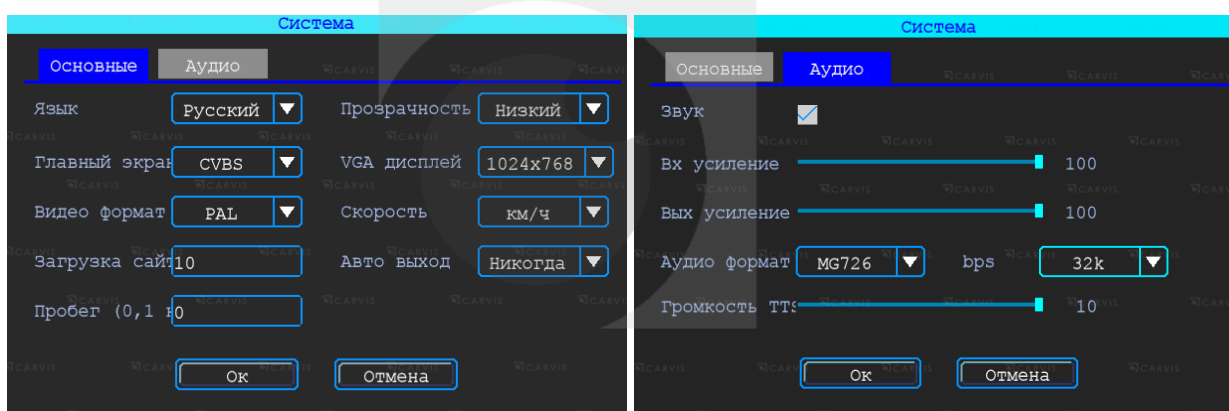 Система
Основные Аудио
Язык Русский Прозрачность Низкий
Главный экран CVBS VGA дисплей 1024x768
Видео формат PAL Скорость км/ч
Загрузка сайт 10 Авто выход Никогда
Пробег (0,1 0
Ок Отмена
Система
Основные Аудио
Звук
Вх усиление 100
Вых усиление 100
Аудио формат MG726 bps 32k
Громкость TTS 10
Ок Отмена
CARVIS